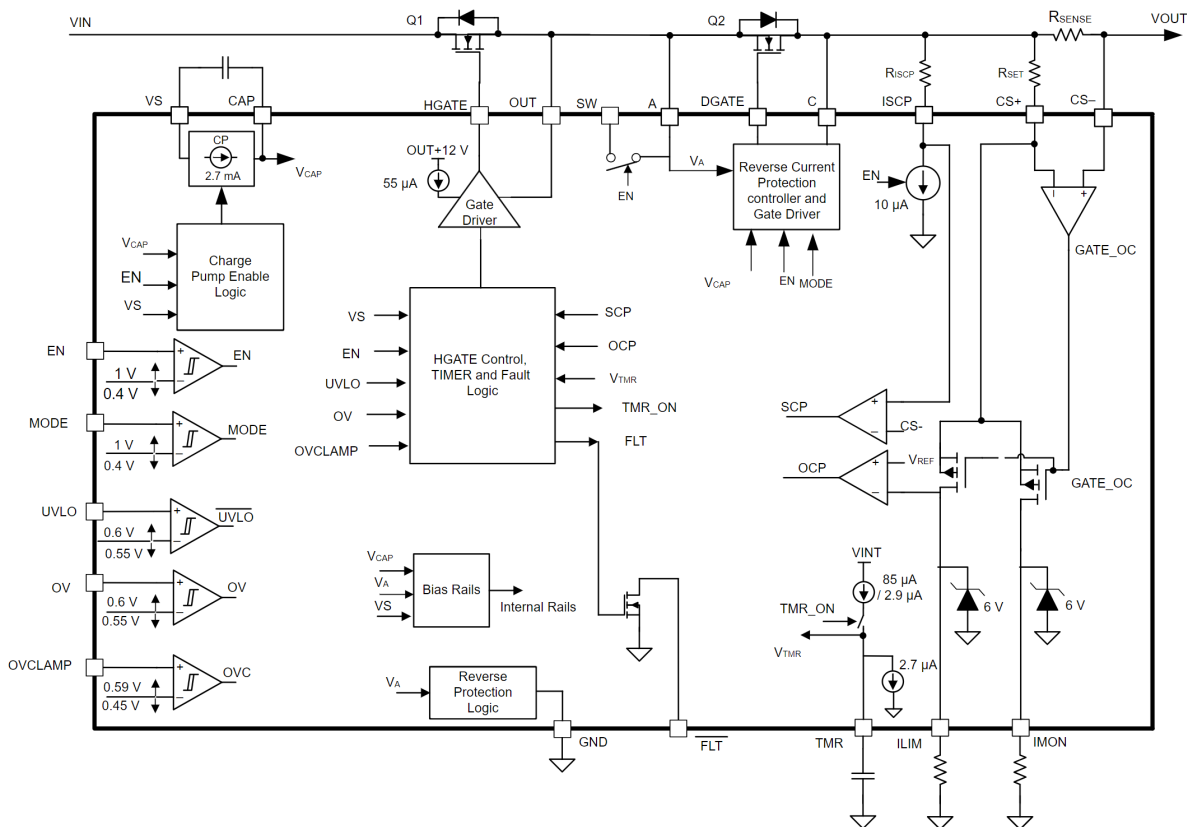 VIN
Q1
Q2
RSENSE
VOUT
RISCP
RSET
VS
CAP
HGATE
OUT
SW
A
DGATE
C
ISCP
CS+
CS–
CP
2.7 mA
VCAP
OUT+12 V
55 µA
Gate
Driver
EN
VA
Reverse Current
Protection
controller and
Gate Driver
EN
10 µA
– +
GATE_OC
VCAP
EN
MODE
VCAP
EN
VS
Charge
Pump Enable
Logic
VS
EN
UVLO
OV
OVCLAMP
HGATE Control,
TIMER and Fault
Logic
SCP
OCP
VTMR
TMR_ON
FLT
EN
+
1 V
–
0.4 V
EN
MODE
+
1 V
–
0.4 V
MODE
UVLO
+
0.6 V
–
0.55 V
UVLO
OV
+
0.6 V
–
0.55 V
OV
OVCLAMP
+
0.59 V
–
0.45 V
OVC
SCP
+
–
CS-
OCP
+
VREF
–
GATE_OC
VCAP
VA
VS
Bias Rails
Internal Rails
VINT
85 µA
/ 2.9 µA
TMR_ON
VTMR
2.7 µA
6 V
6 V
VA
Reverse
Protection
Logic
GND
FLT
TMR
ILIM
IMON